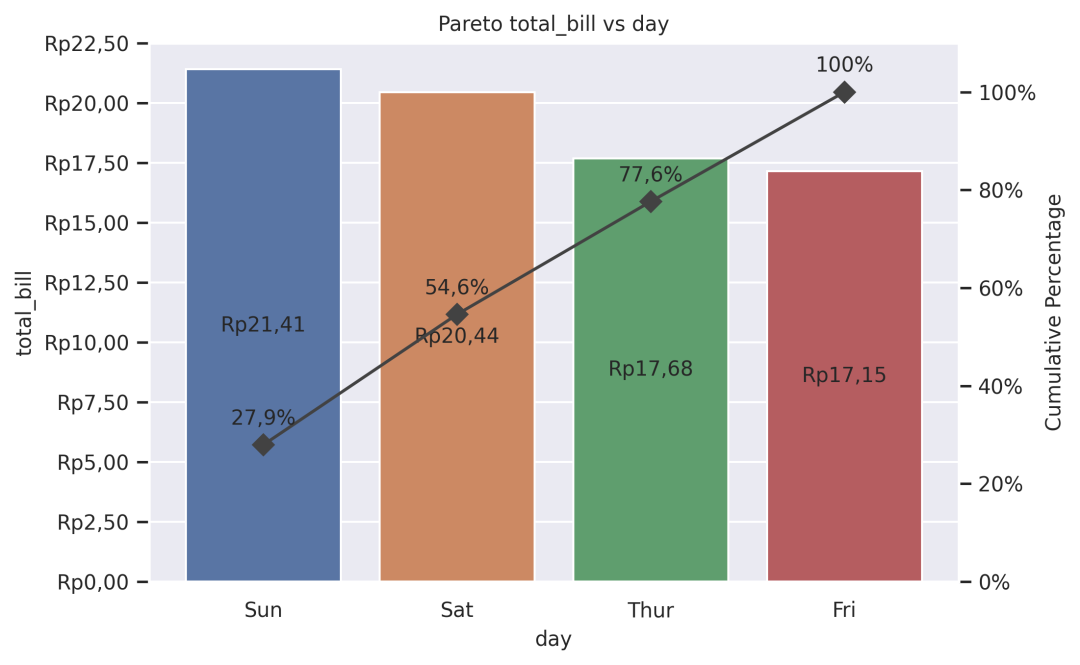 Pareto total_bill vs day
Rp22,50
Rp20,00
Rp17,50
Rp15,00
Rp12,50
Rp10,00
Rp7,50
Rp5,00
Rp2,50
Rp0,00
total_bill
100%
77,6%
54,6%
27,9%
Rp21,41
Rp20,44
Rp17,68
Rp17,15
100%
80%
60%
40%
20%
0%
Cumulative Percentage
Sun
Sat
Thur
Fri
day